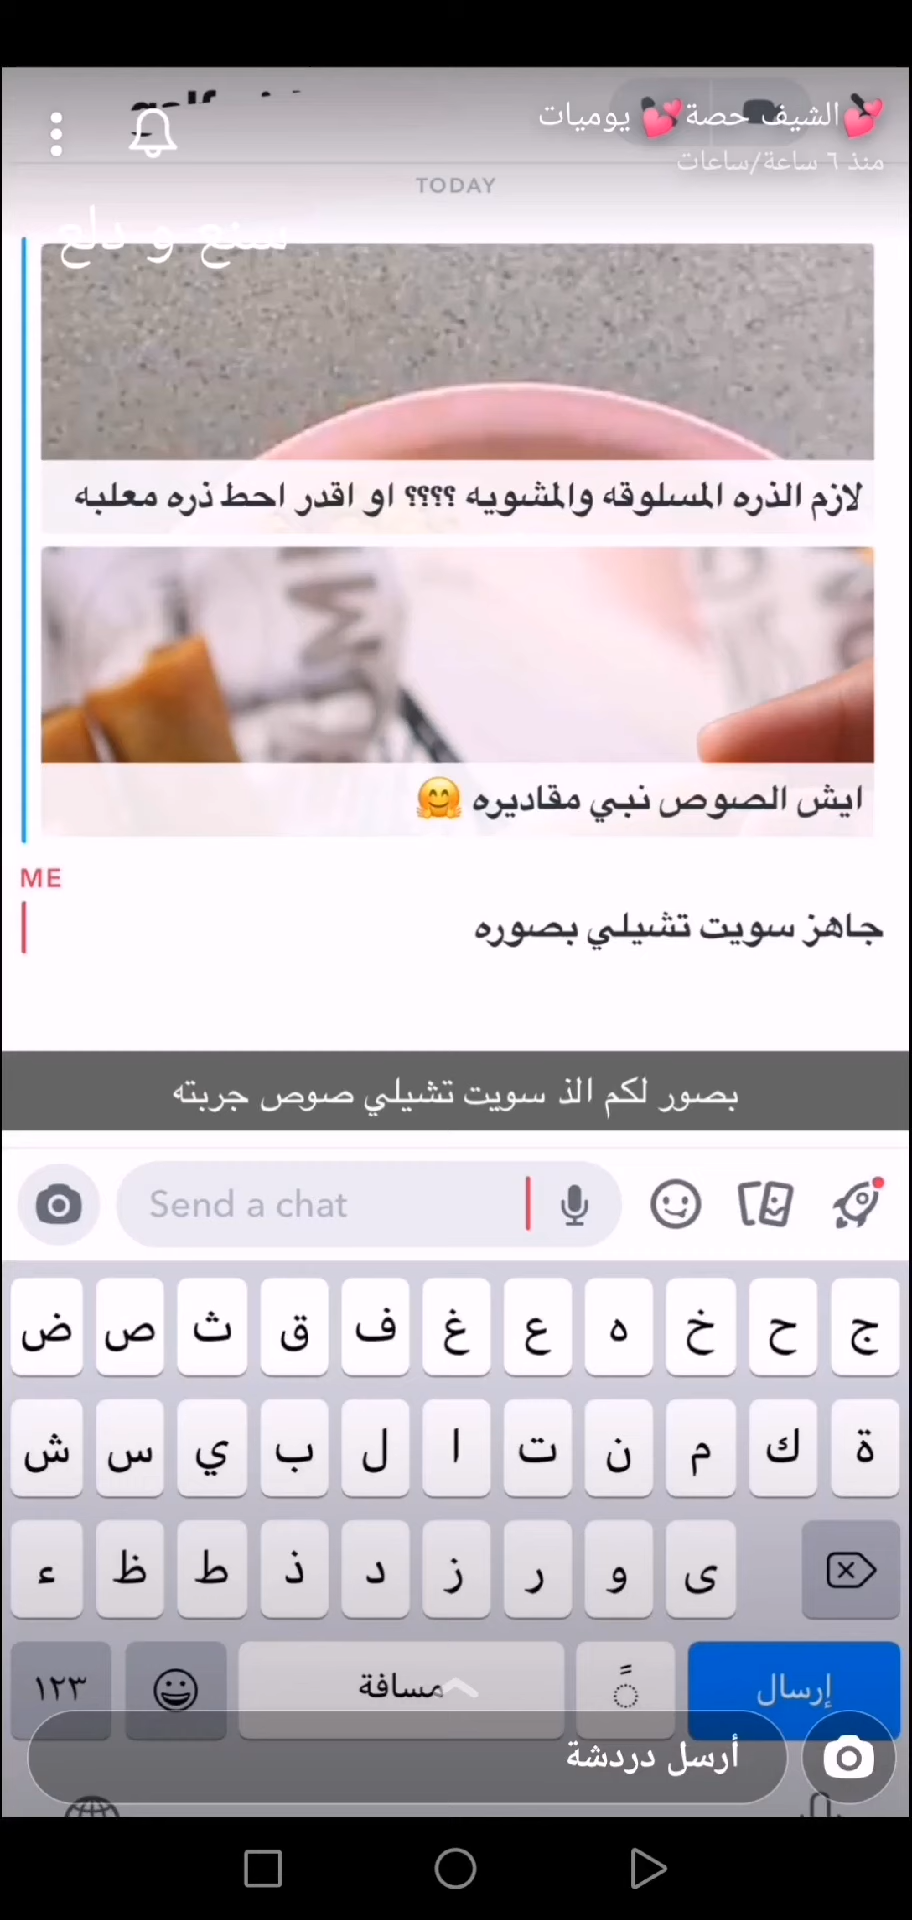 💕الشيف حصة💕 يوميات
منذ ٦ ساعة/ساعات
TODAY
سنع و دلع
لازم الذره المسلوقه والمشويه ؟؟؟؟ او اقدر احط ذره معلبه
ايش الصوص نبي مقاديره 🤗
ME
جاهز سويت تشيلي بصوره
بصور لكم الذ سويت تشيلي صوص جربته
Send a chat
ض ص ث ق ف غ ع ه خ ح ج
ش س ي ب ل ا ت ن م ك ة
ء ظ ط ذ د ز ر و ى
١٢٣ مسافة إرسال
أرسل دردشة